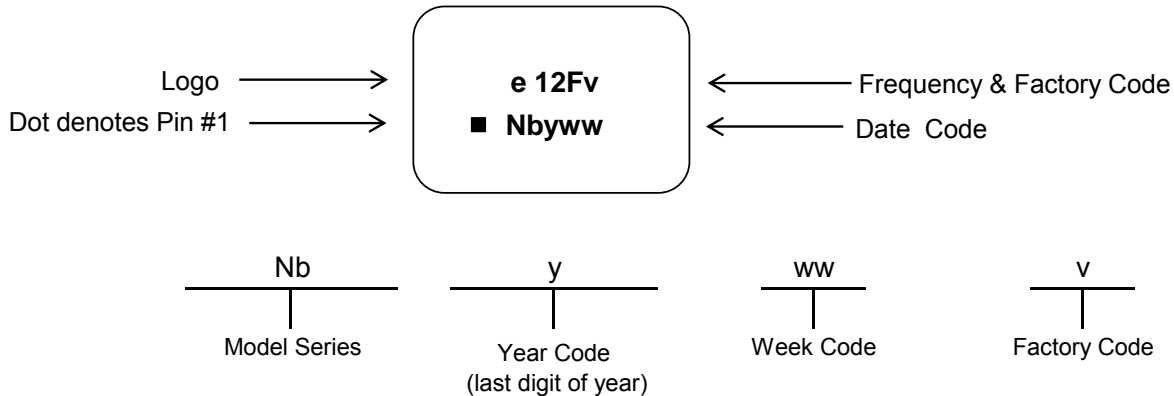 Logo
e 12Fv
Frequency & Factory Code
Dot denotes Pin #1
■ Nbyww
Date Code
Nb
y
ww
v
Model Series
Year Code
(last digit of year)
Week Code
Factory Code